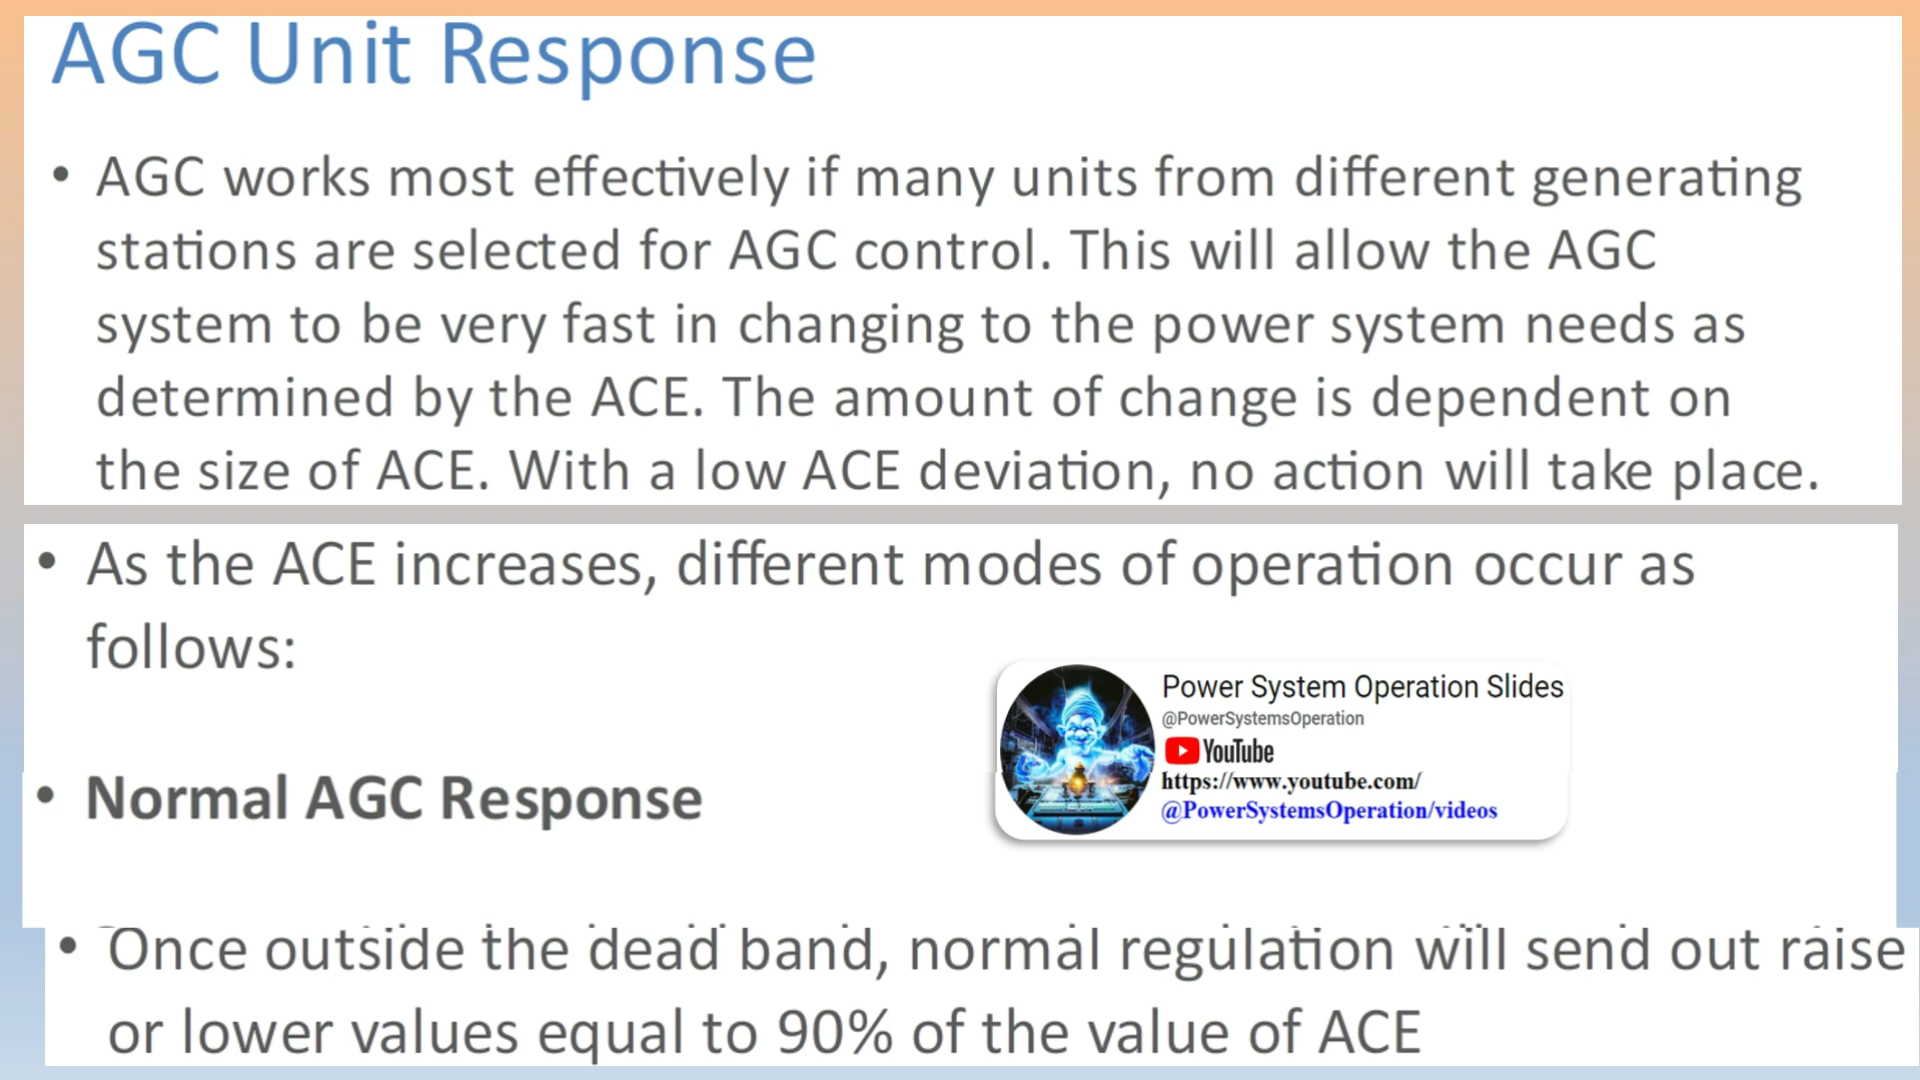 AGC Unit Response
• AGC works most effectively if many units from different generating
stations are selected for AGC control. This will allow the AGC
system to be very fast in changing to the power system needs as
determined by the ACE. The amount of change is dependent on
the size of ACE. With a low ACE deviation, no action will take place.
• As the ACE increases, different modes of operation occur as
follows:
Power System Operation Slides
@PowerSystemsOperation
YouTube
https://www.youtube.com/
@PowerSystemsOperation/videos
• Normal AGC Response
• Once outside the dead band, normal regulation will send out raise
or lower values equal to 90% of the value of ACE